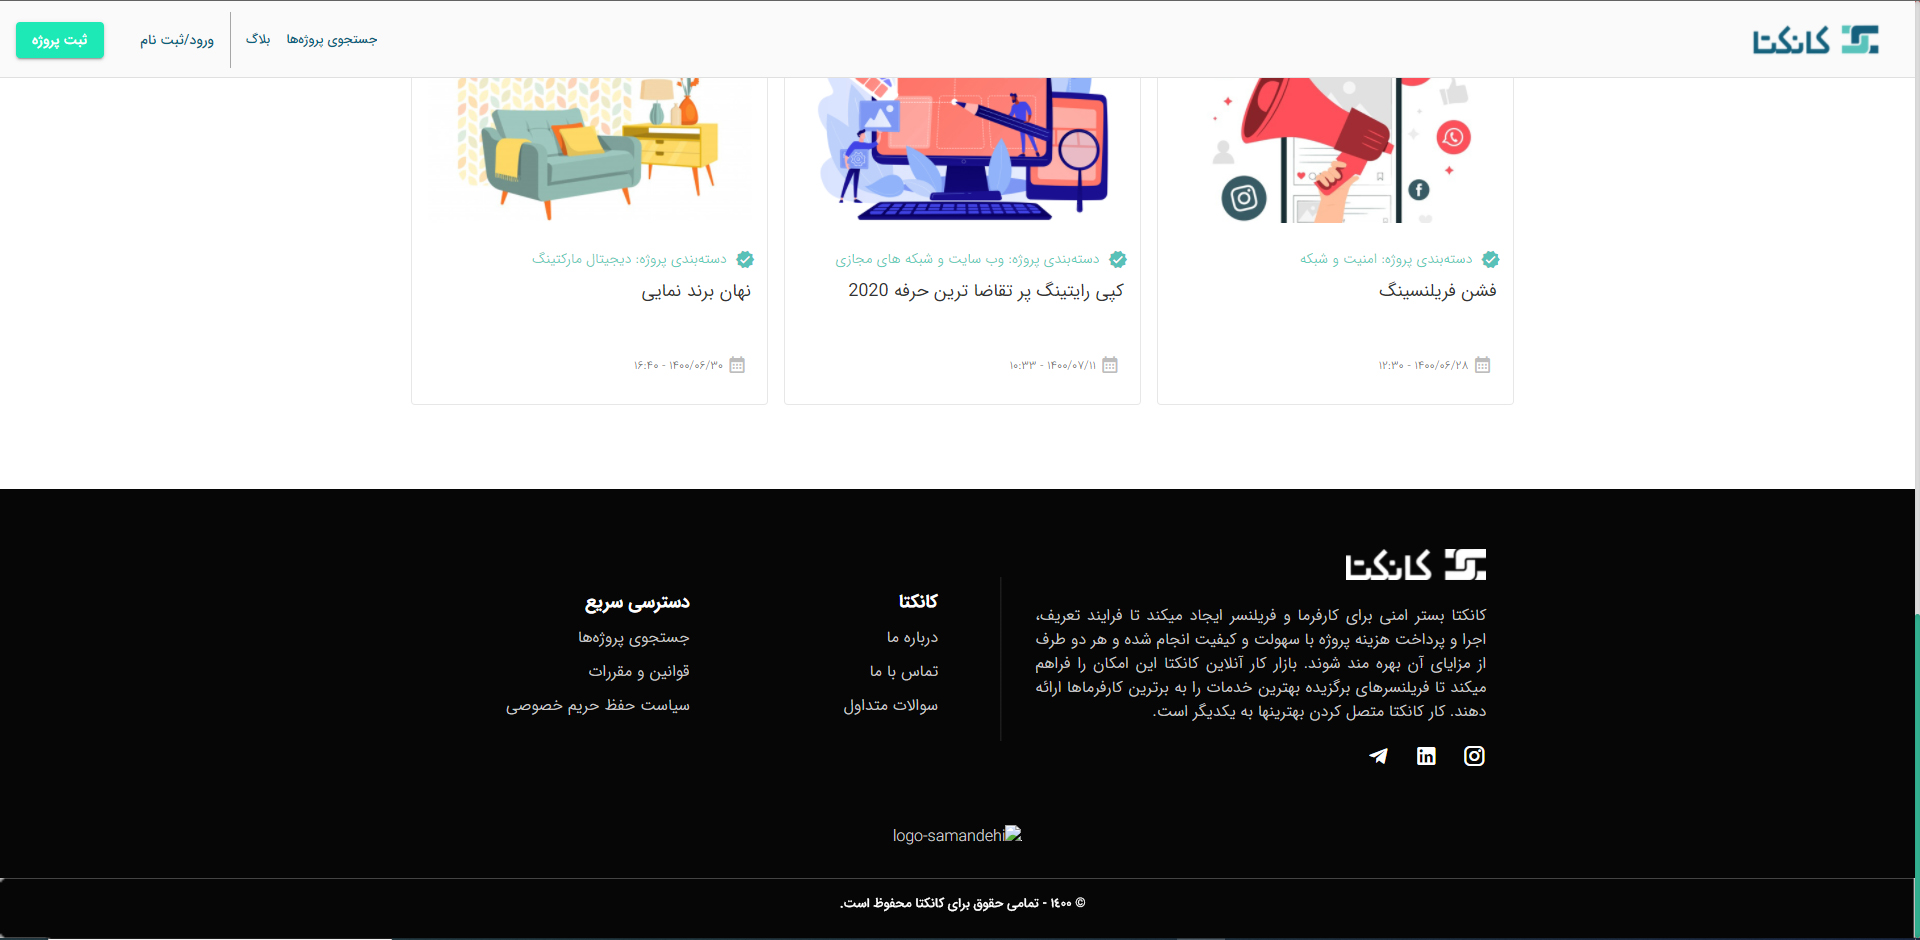 کانکتا
جستجوی پروژه‌ها
بلاگ
ورود/ثبت نام
ثبت پروژه
دسته‌بندی پروژه: امنیت و شبکه
فشن فریلنسینگ
۱۴۰۰/۰۶/۲۸ - ۱۲:۳۰
دسته‌بندی پروژه: وب سایت و شبکه های مجازی
کپی رایتینگ پر تقاضا ترین حرفه 2020
۱۴۰۰/۰۷/۱۱ - ۱۰:۳۳
دسته‌بندی پروژه: دیجیتال مارکتینگ
نهان برند نمایی
۱۴۰۰/۰۶/۳۰ - ۱۶:۴۰
کانکتا
کانکتا بستر امنی برای کارفرما و فریلنسر ایجاد میکند تا فرایند تعریف،
اجرا و پرداخت هزینه پروژه با سهولت و کیفیت انجام شده و هر دو طرف
از مزایای آن بهره مند شوند. بازار کار آنلاین کانکتا این امکان را فراهم
میکند تا فریلنسرهای برگزیده بهترین خدمات را به برترین کارفرماها ارائه
دهند. کار کانکتا متصل کردن بهترینها به یکدیگر است.
کانکتا
درباره ما
تماس با ما
سوالات متداول
دسترسی سریع
جستجوی پروژه‌ها
قوانین و مقررات
سیاست حفظ حریم خصوصی
logo-samandehi
© ۱۴۰۰ - تمامی حقوق برای کانکتا محفوظ است.